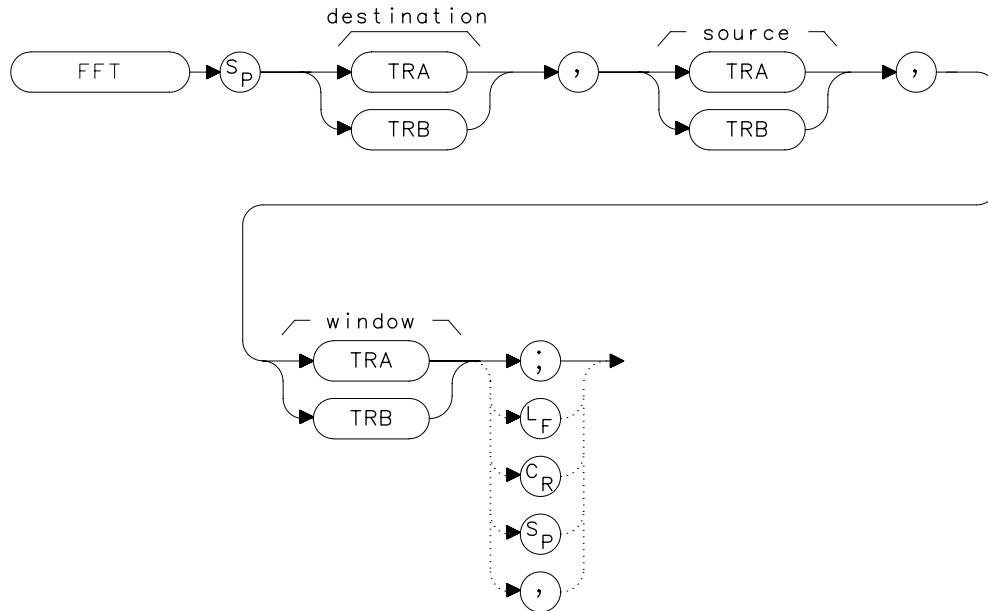 destination
source
FFT SP TRA , TRA ,
TRB TRB
window
TRA ;
TRB LF
CR
SP
,